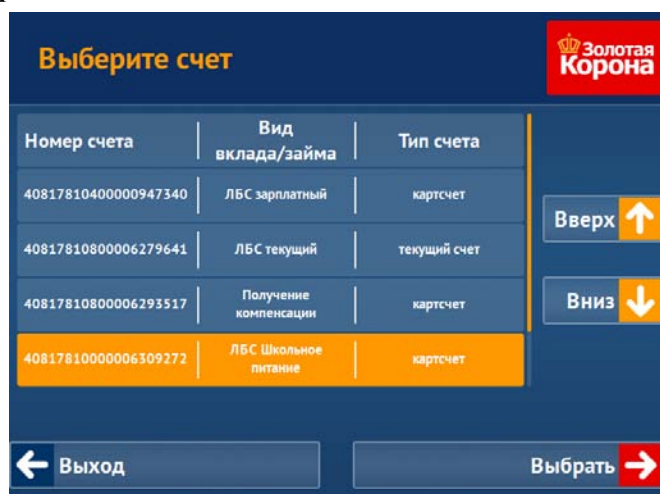 Выберите счет
Золотая
Корона
Номер счета
Вид
вклада/займа
Тип счета
40817810400000947340 ЛБС зарплатный картсчет
40817810800006279641 ЛБС текущий текущий счет
40817810800006293517 Получение
компенсации картсчет
40817810000006309272 ЛБС Школьное
питание картсчет
Вверх
Вниз
Выход
Выбрать